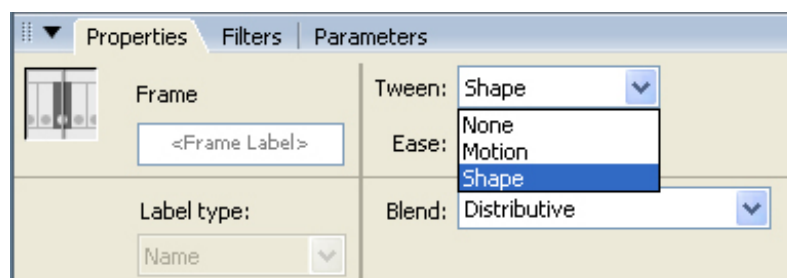 Properties Filters Parameters
Frame Tween: Shape
<Frame Label> Ease: None
Motion
Shape
Label type: Blend: Distributive
Name